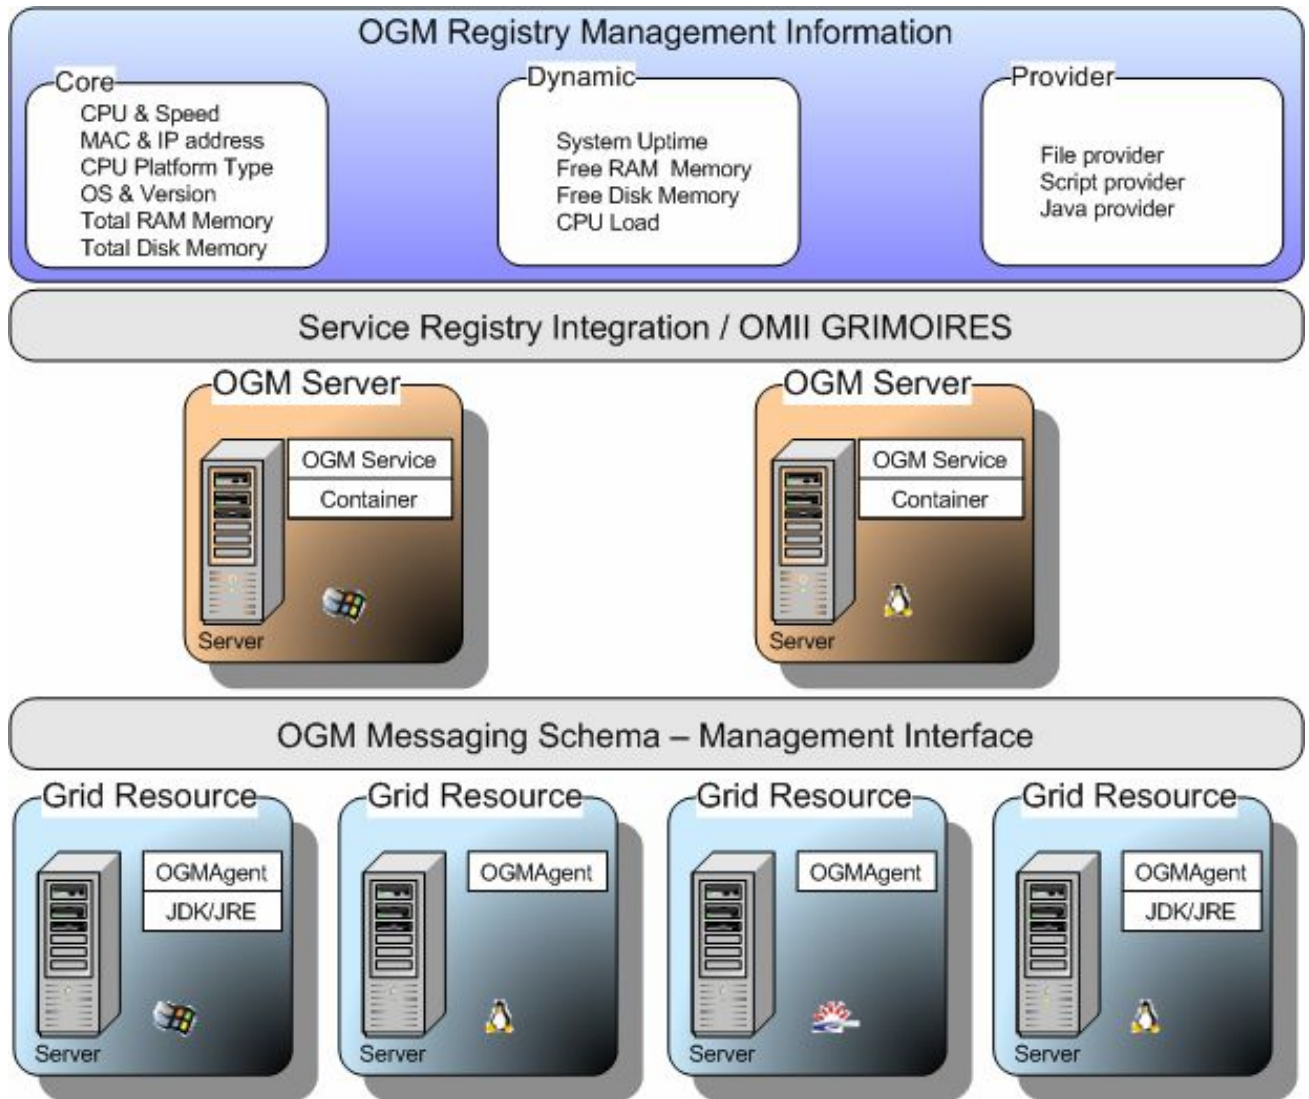 OGM Registry Management Information
Core
CPU & Speed
MAC & IP address
CPU Platform Type
OS & Version
Total RAM Memory
Total Disk Memory
Dynamic
System Uptime
Free RAM Memory
Free Disk Memory
CPU Load
Provider
File provider
Script provider
Java provider
Service Registry Integration / OMII GRIMOIRES
OGM Server
OGM Service
Container
Server
OGM Server
OGM Service
Container
Server
OGM Messaging Schema – Management Interface
Grid Resource
OGMAgent
JDK/JRE
Server
Grid Resource
OGMAgent
Server
Grid Resource
OGMAgent
Server
Grid Resource
OGMAgent
JDK/JRE
Server